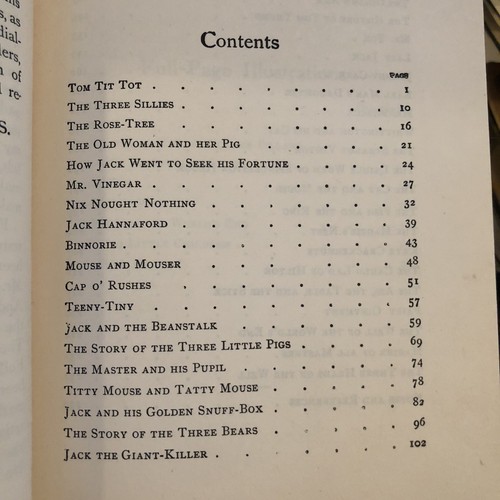 s, as
dial-
lers,
n of
l re-
S.
Contents
PAGE
Tom Tit Tot . . . . . . . . 1
The Three Sillies . . . . . . . 10
The Rose-Tree . . . . . . . 16
The Old Woman and her Pig . . . . . 21
How Jack Went to Seek his Fortune . . . . 24
Mr. Vinegar . . . . . . . . 27
Nix Nought Nothing . . . . . . 32
Jack Hannaford . . . . . . . 39
Binnorie . . . . . . . . 43
Mouse and Mouser . . . . . . 48
Cap o' Rushes . . . . . . 51
Teeny-Tiny . . . . . . . 57
Jack and the Beanstalk . . . . . 59
The Story of the Three Little Pigs . . . . 69
The Master and his Pupil . . . . . 74
Titty Mouse and Tatty Mouse . . . . 78
Jack and his Golden Snuff-Box . . . . 82
The Story of the Three Bears . . . . 96
Jack the Giant-Killer . . . . . . 102